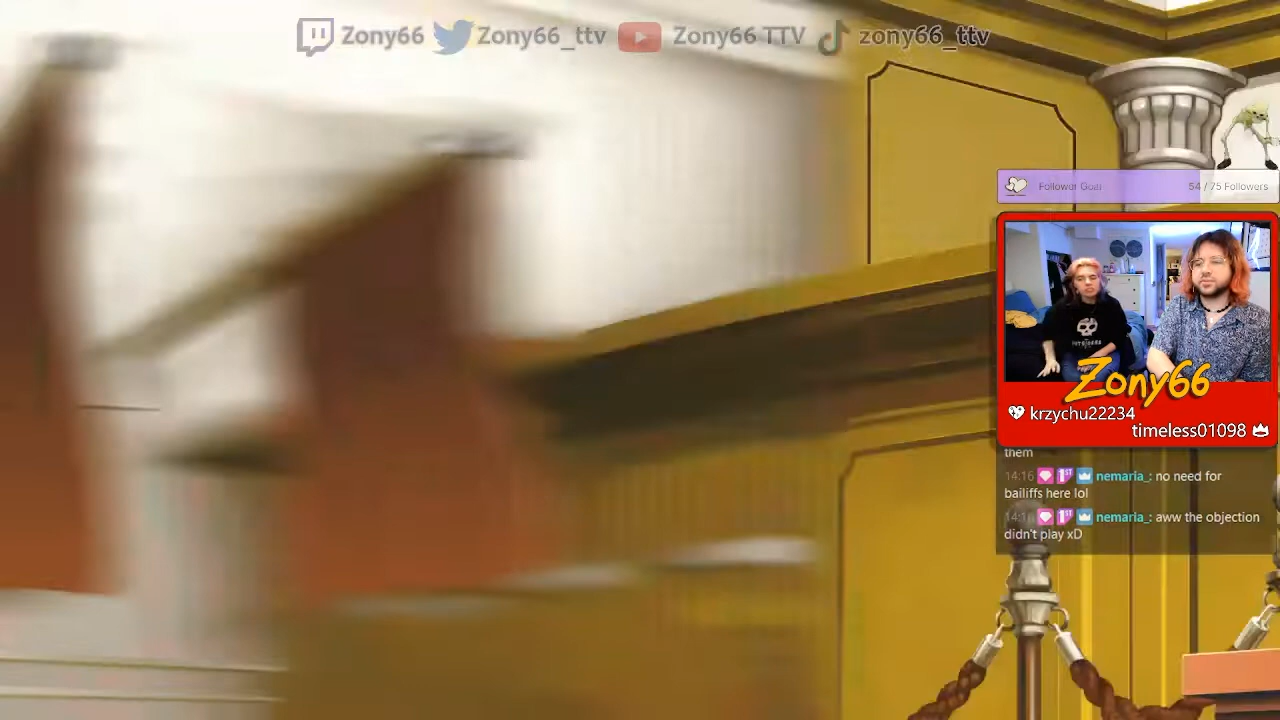 Zony66 Zony66_ttv Zony66 TTV zony66_ttv
Follower Goal 54 / 75 Followers
Zony66
krzychu22234
timeless01098
them
14:16 nemaria_: no need for
bailiffs here lol
nemaria_: aww the objection
didn't play xD